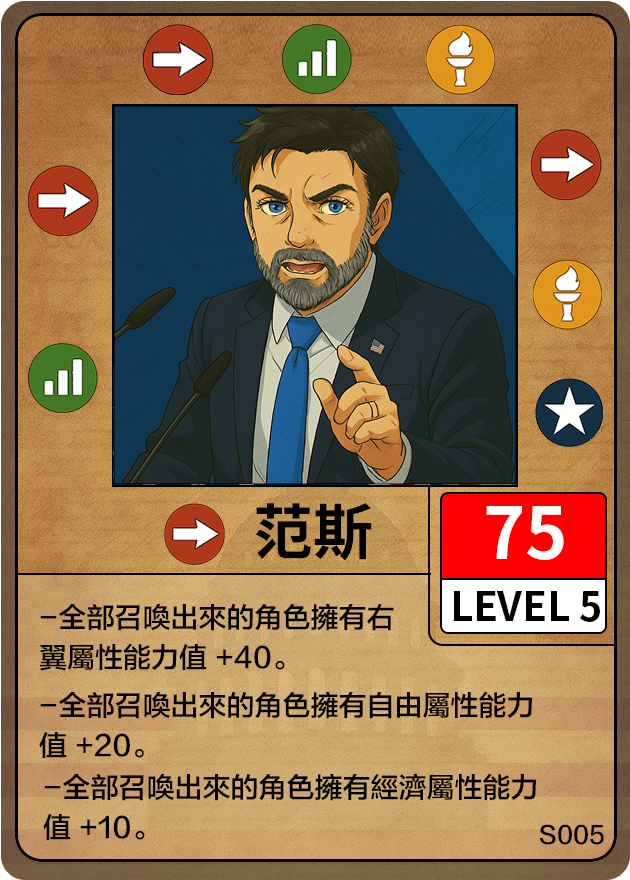 范斯
75
LEVEL 5
–全部召喚出來的角色擁有右
翼屬性能力值 +40。
–全部召喚出來的角色擁有自由屬性能力
值 +20。
–全部召喚出來的角色擁有經濟屬性能力
值 +10。
S005